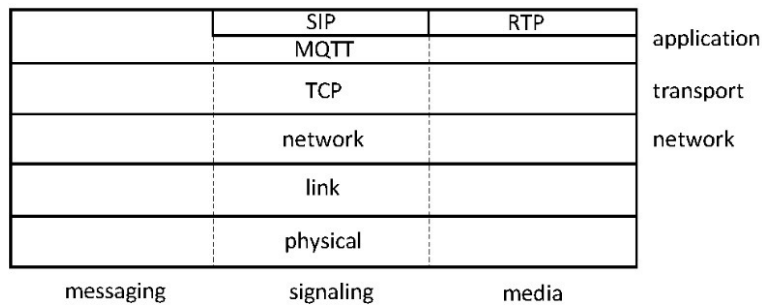 SIP RTP
application
MQTT
TCP transport
network network
link
physical
messaging signaling media